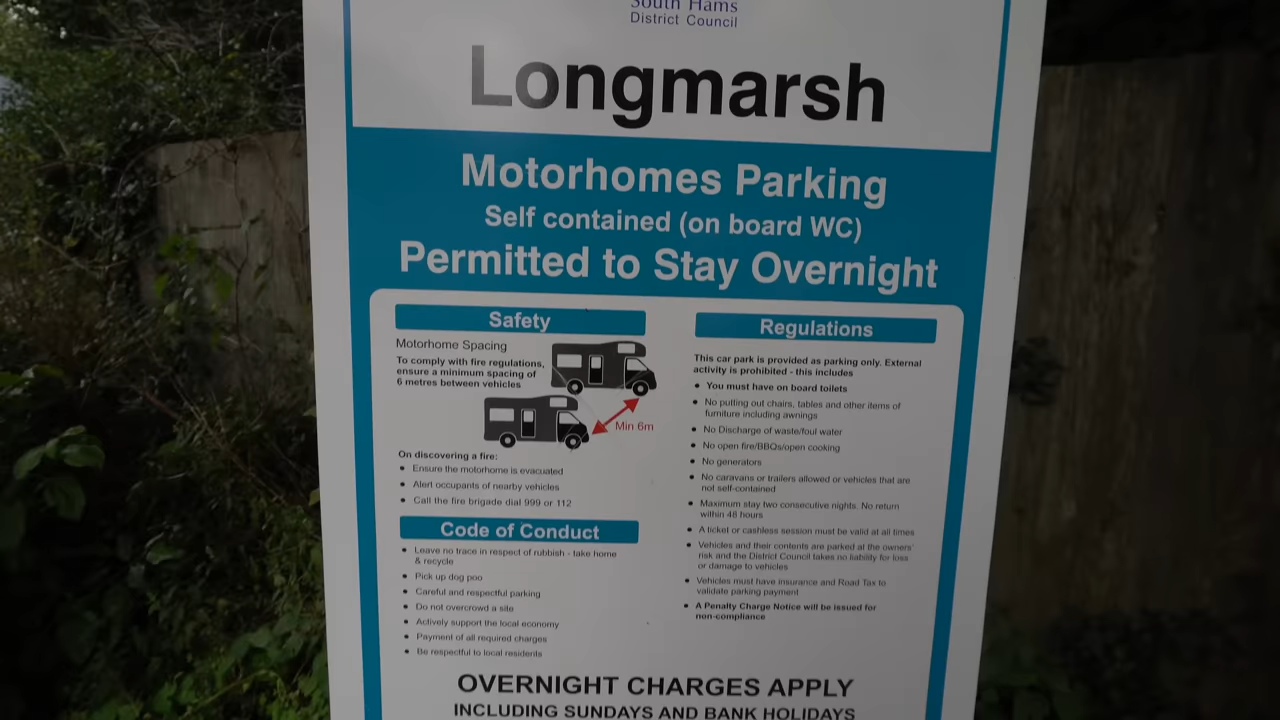 South Hams
District Council
Longmarsh
Motorhomes Parking
Self contained (on board WC)
Permitted to Stay Overnight
Safety
Motorhome Spacing
To comply with fire regulations,
ensure a minimum spacing of
6 metres between vehicles
Min 6m
On discovering a fire:
• Ensure the motorhome is evacuated
• Alert occupants of nearby vehicles
• Call the fire brigade dial 999 or 112
Code of Conduct
• Leave no trace in respect of rubbish - take home
& recycle
• Pick up dog poo
• Careful and respectful parking
• Do not overcrowd a site
• Actively support the local economy
• Payment of all required charges
• Be respectful to local residents
Regulations
This car park is provided as parking only. External
activity is prohibited - this includes
• You must have on board toilets
• No putting out chairs, tables and other items of
furniture including awnings
• No Discharge of waste/foul water
• No open fire/BBQs/open cooking
• No generators
• No caravans or trailers allowed or vehicles that are
not self-contained
• Maximum stay two consecutive nights. No return
within 48 hours
• A ticket or cashless session must be valid at all times
• Vehicles and their contents are parked at the owners'
risk and the District Council takes no liability for loss
or damage to vehicles
• Vehicles must have insurance and Road Tax to
validate parking payment
• A Penalty Charge Notice will be issued for
non-compliance
OVERNIGHT CHARGES APPLY
INCLUDING SUNDAYS AND BANK HOLIDAYS